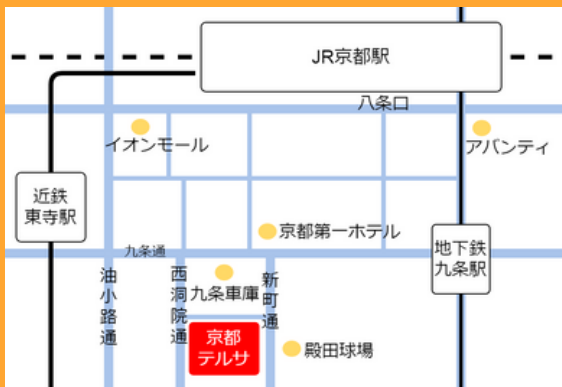 JR京都駅
八条口
イオンモール
アバンティ
近鉄
東寺駅
京都第一ホテル
九条通
地下鉄
九条駅
油小路通
西洞院通
九条車庫
新町通
京都
テルサ
殿田球場